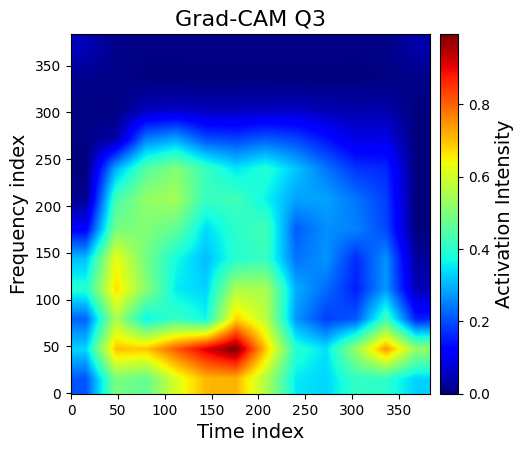 Grad-CAM Q3
Frequency index
350
300
250
200
150
100
50
0
0 50 100 150 200 250 300 350
Time index
0.8
0.6
0.4
0.2
0.0
Activation Intensity